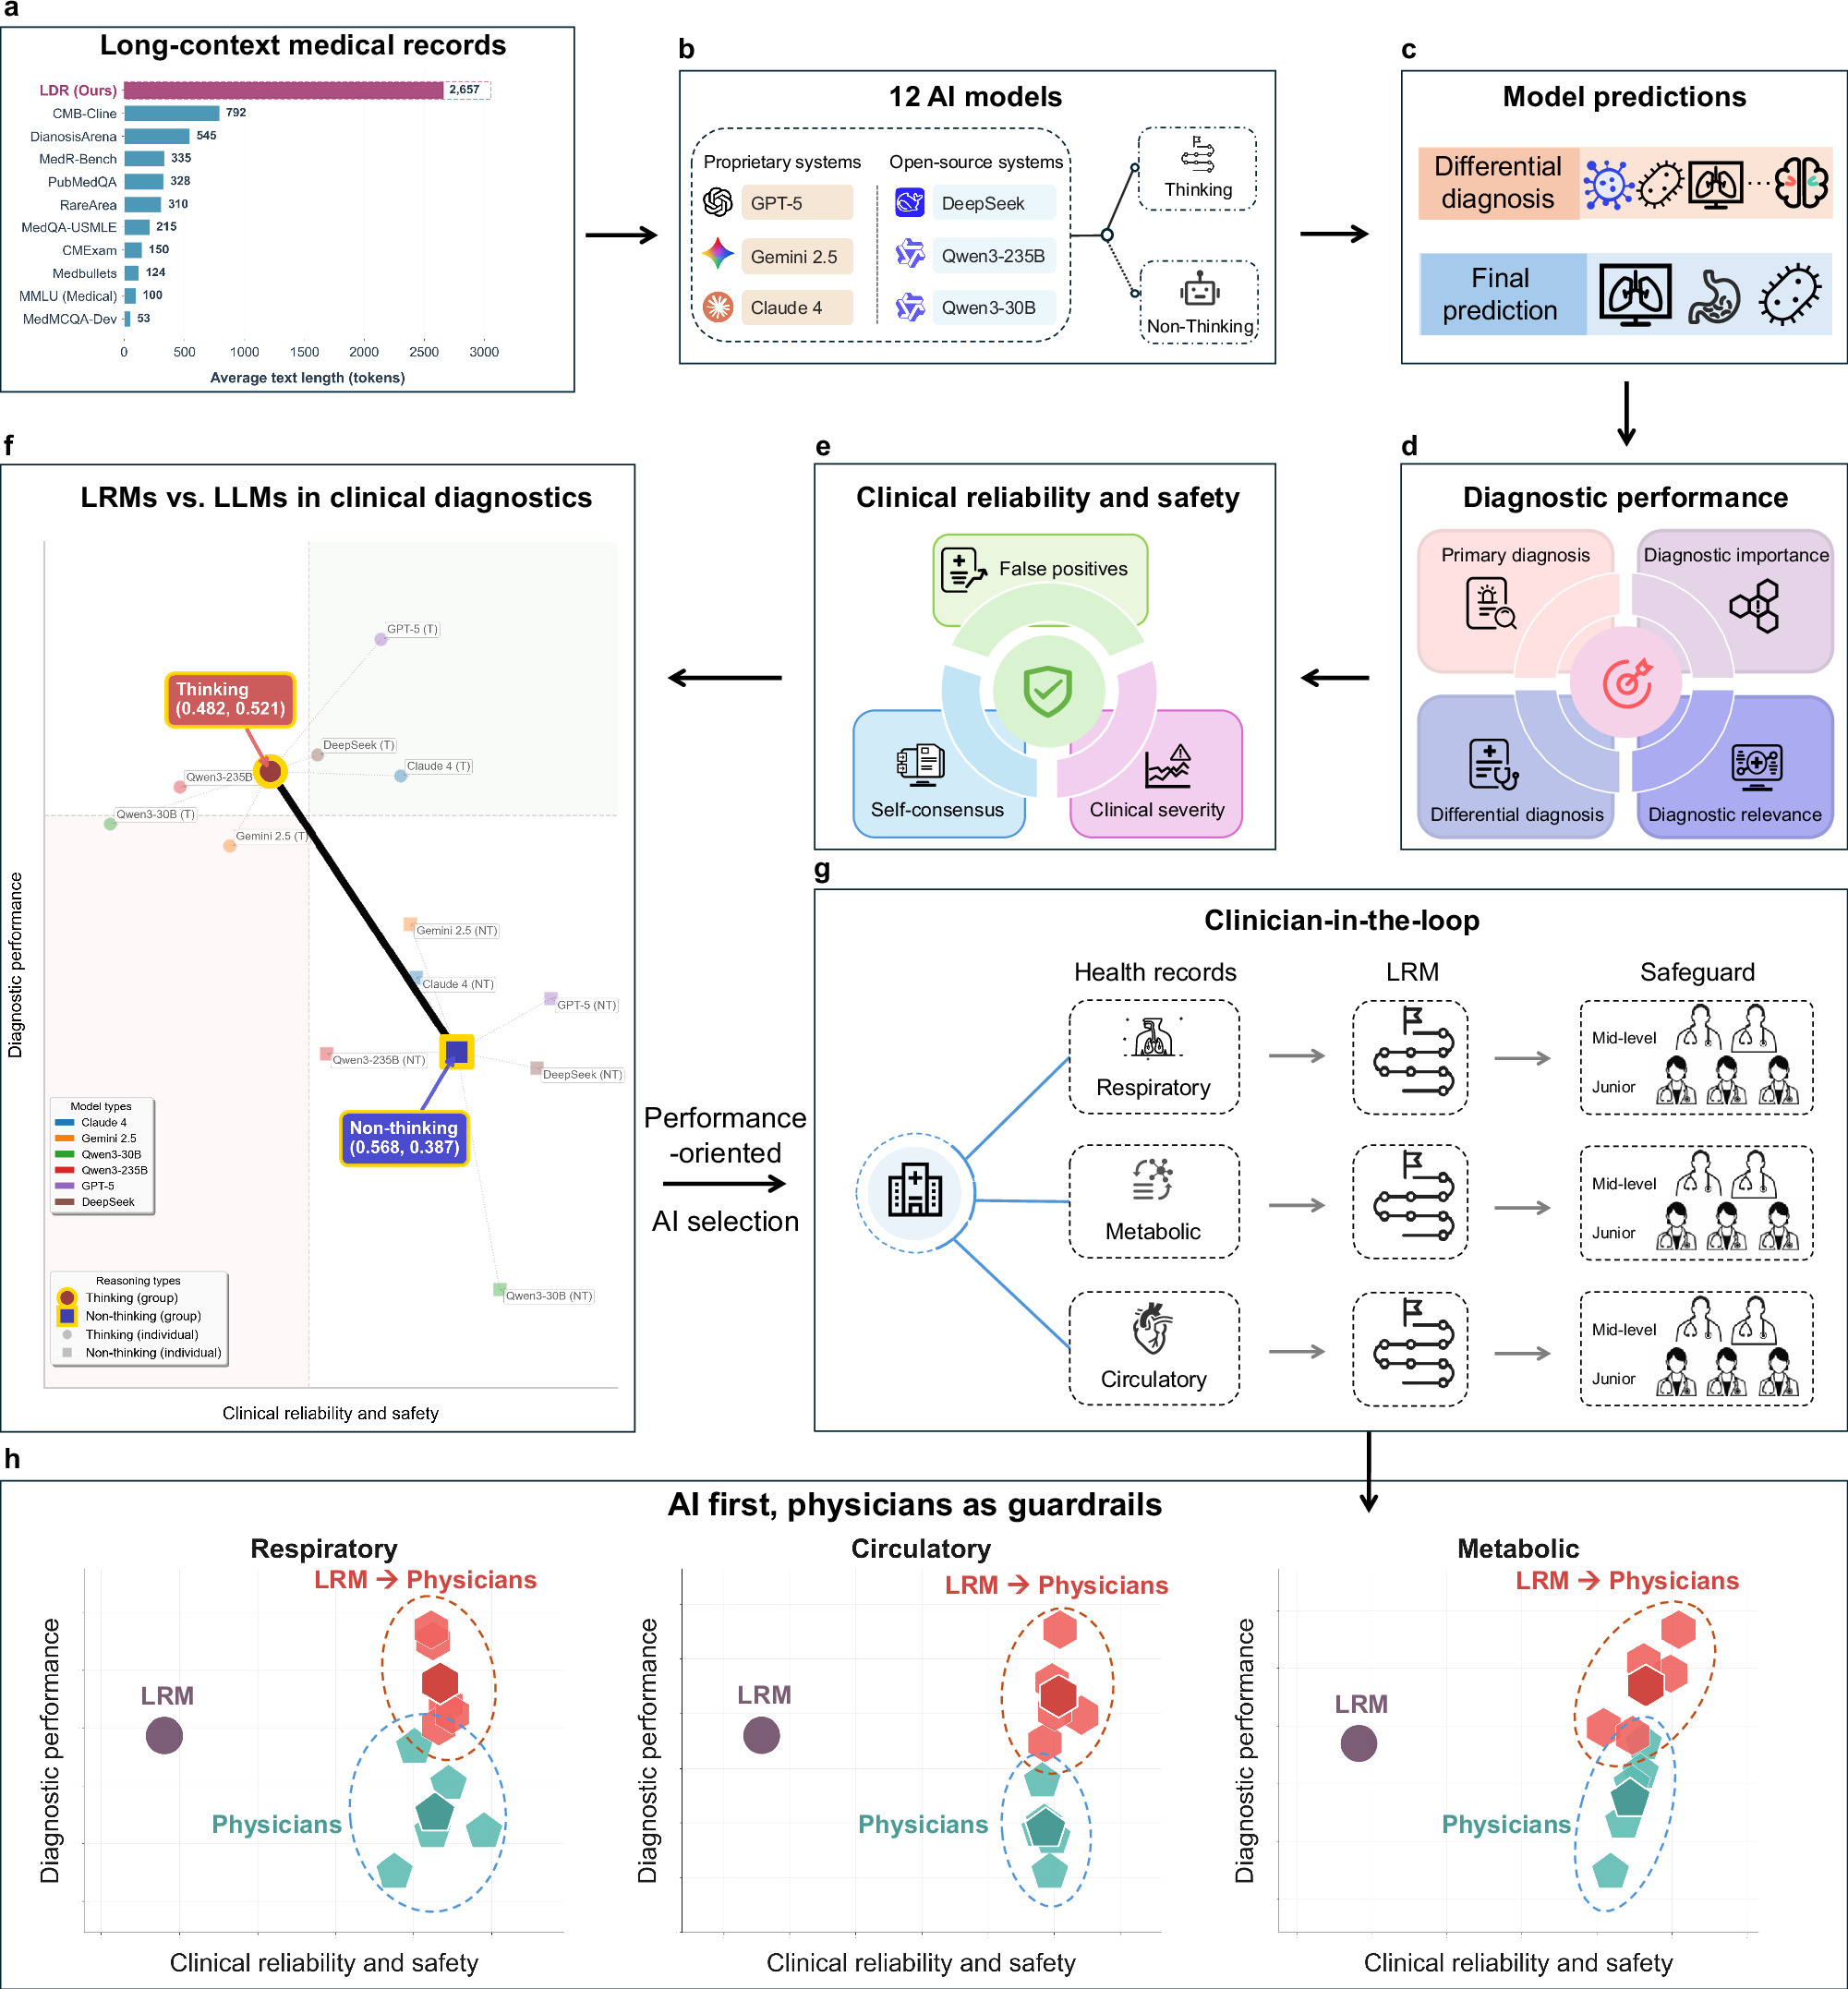 a
Long-context medical records
LDR (Ours)
2,657
CMB-Cline
792
DianosisArena
545
MedR-Bench
335
PubMedQA
328
RareArea
310
MedQA-USMLE
215
CMExam
150
Medbullets
124
MMLU (Medical)
100
MedMCQA-Dev
53
0 500 1000 1500 2000 2500 3000
Average text length (tokens)
b
12 AI models
Proprietary systems
Open-source systems
GPT-5
DeepSeek
Gemini 2.5
Qwen3-235B
Claude 4
Qwen3-30B
Thinking
Non-Thinking
c
Model predictions
Differential
diagnosis
...
Final
prediction
d
Diagnostic performance
Primary diagnosis
Diagnostic importance
Differential diagnosis
Diagnostic relevance
e
Clinical reliability and safety
False positives
Self-consensus
Clinical severity
f
LRMs vs. LLMs in clinical diagnostics
GPT-5 (T)
Thinking
(0.482, 0.521)
DeepSeek (T)
Claude 4 (T)
Qwen3-235B
Qwen3-30B (T)
Gemini 2.5 (T)
Gemini 2.5 (NT)
Claude 4 (NT)
GPT-5 (NT)
Qwen3-235B (NT)
DeepSeek (NT)
Non-thinking
(0.568, 0.387)
Qwen3-30B (NT)
Model types
Claude 4
Gemini 2.5
Qwen3-30B
Qwen3-235B
GPT-5
DeepSeek
Reasoning types
Thinking (group)
Non-thinking (group)
Thinking (individual)
Non-thinking (individual)
Diagnostic performance
Clinical reliability and safety
Performance
-oriented
AI selection
g
Clinician-in-the-loop
Health records
LRM
Safeguard
Respiratory
Mid-level
Junior
Metabolic
Mid-level
Junior
Circulatory
Mid-level
Junior
h
AI first, physicians as guardrails
Respiratory
LRM → Physicians
LRM
Physicians
Diagnostic performance
Clinical reliability and safety
Circulatory
LRM → Physicians
LRM
Physicians
Diagnostic performance
Clinical reliability and safety
Metabolic
LRM → Physicians
LRM
Physicians
Diagnostic performance
Clinical reliability and safety